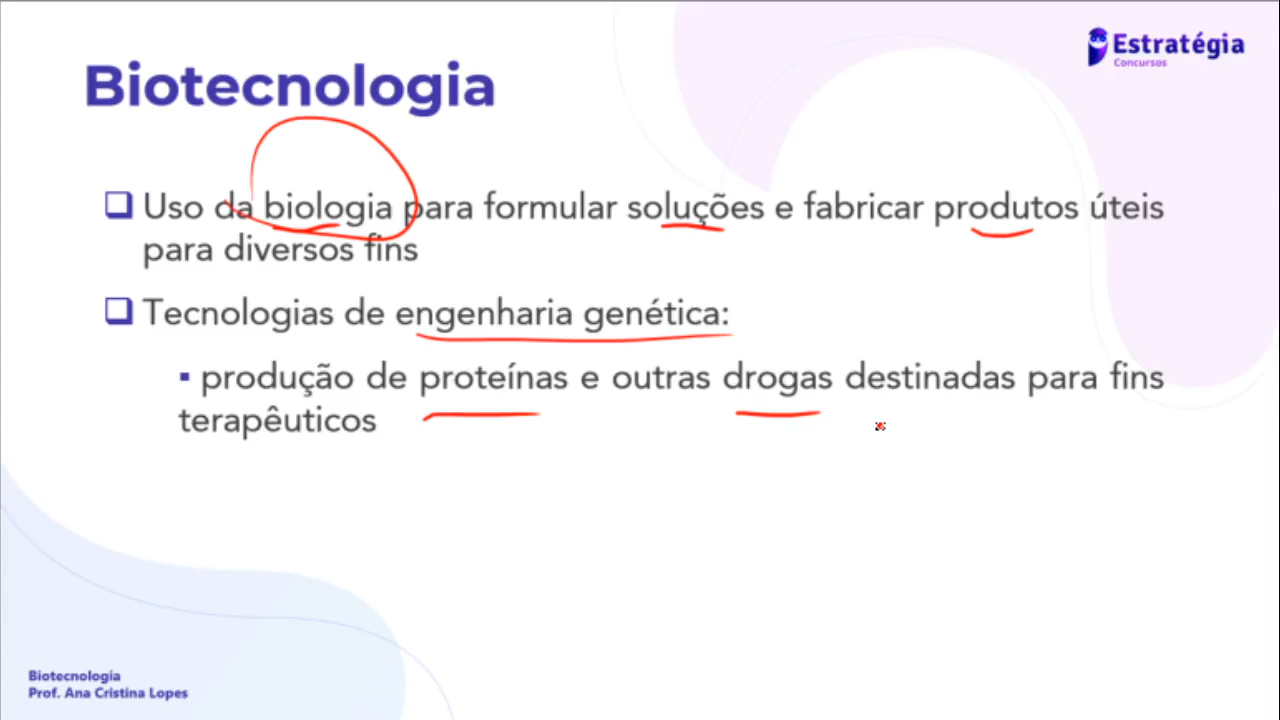 Estratégia
Concursos
Biotecnologia
❑ Uso da biologia para formular soluções e fabricar produtos úteis
para diversos fins
❑ Tecnologias de engenharia genética:
▪ produção de proteínas e outras drogas destinadas para fins
terapêuticos
Biotecnologia
Prof. Ana Cristina Lopes